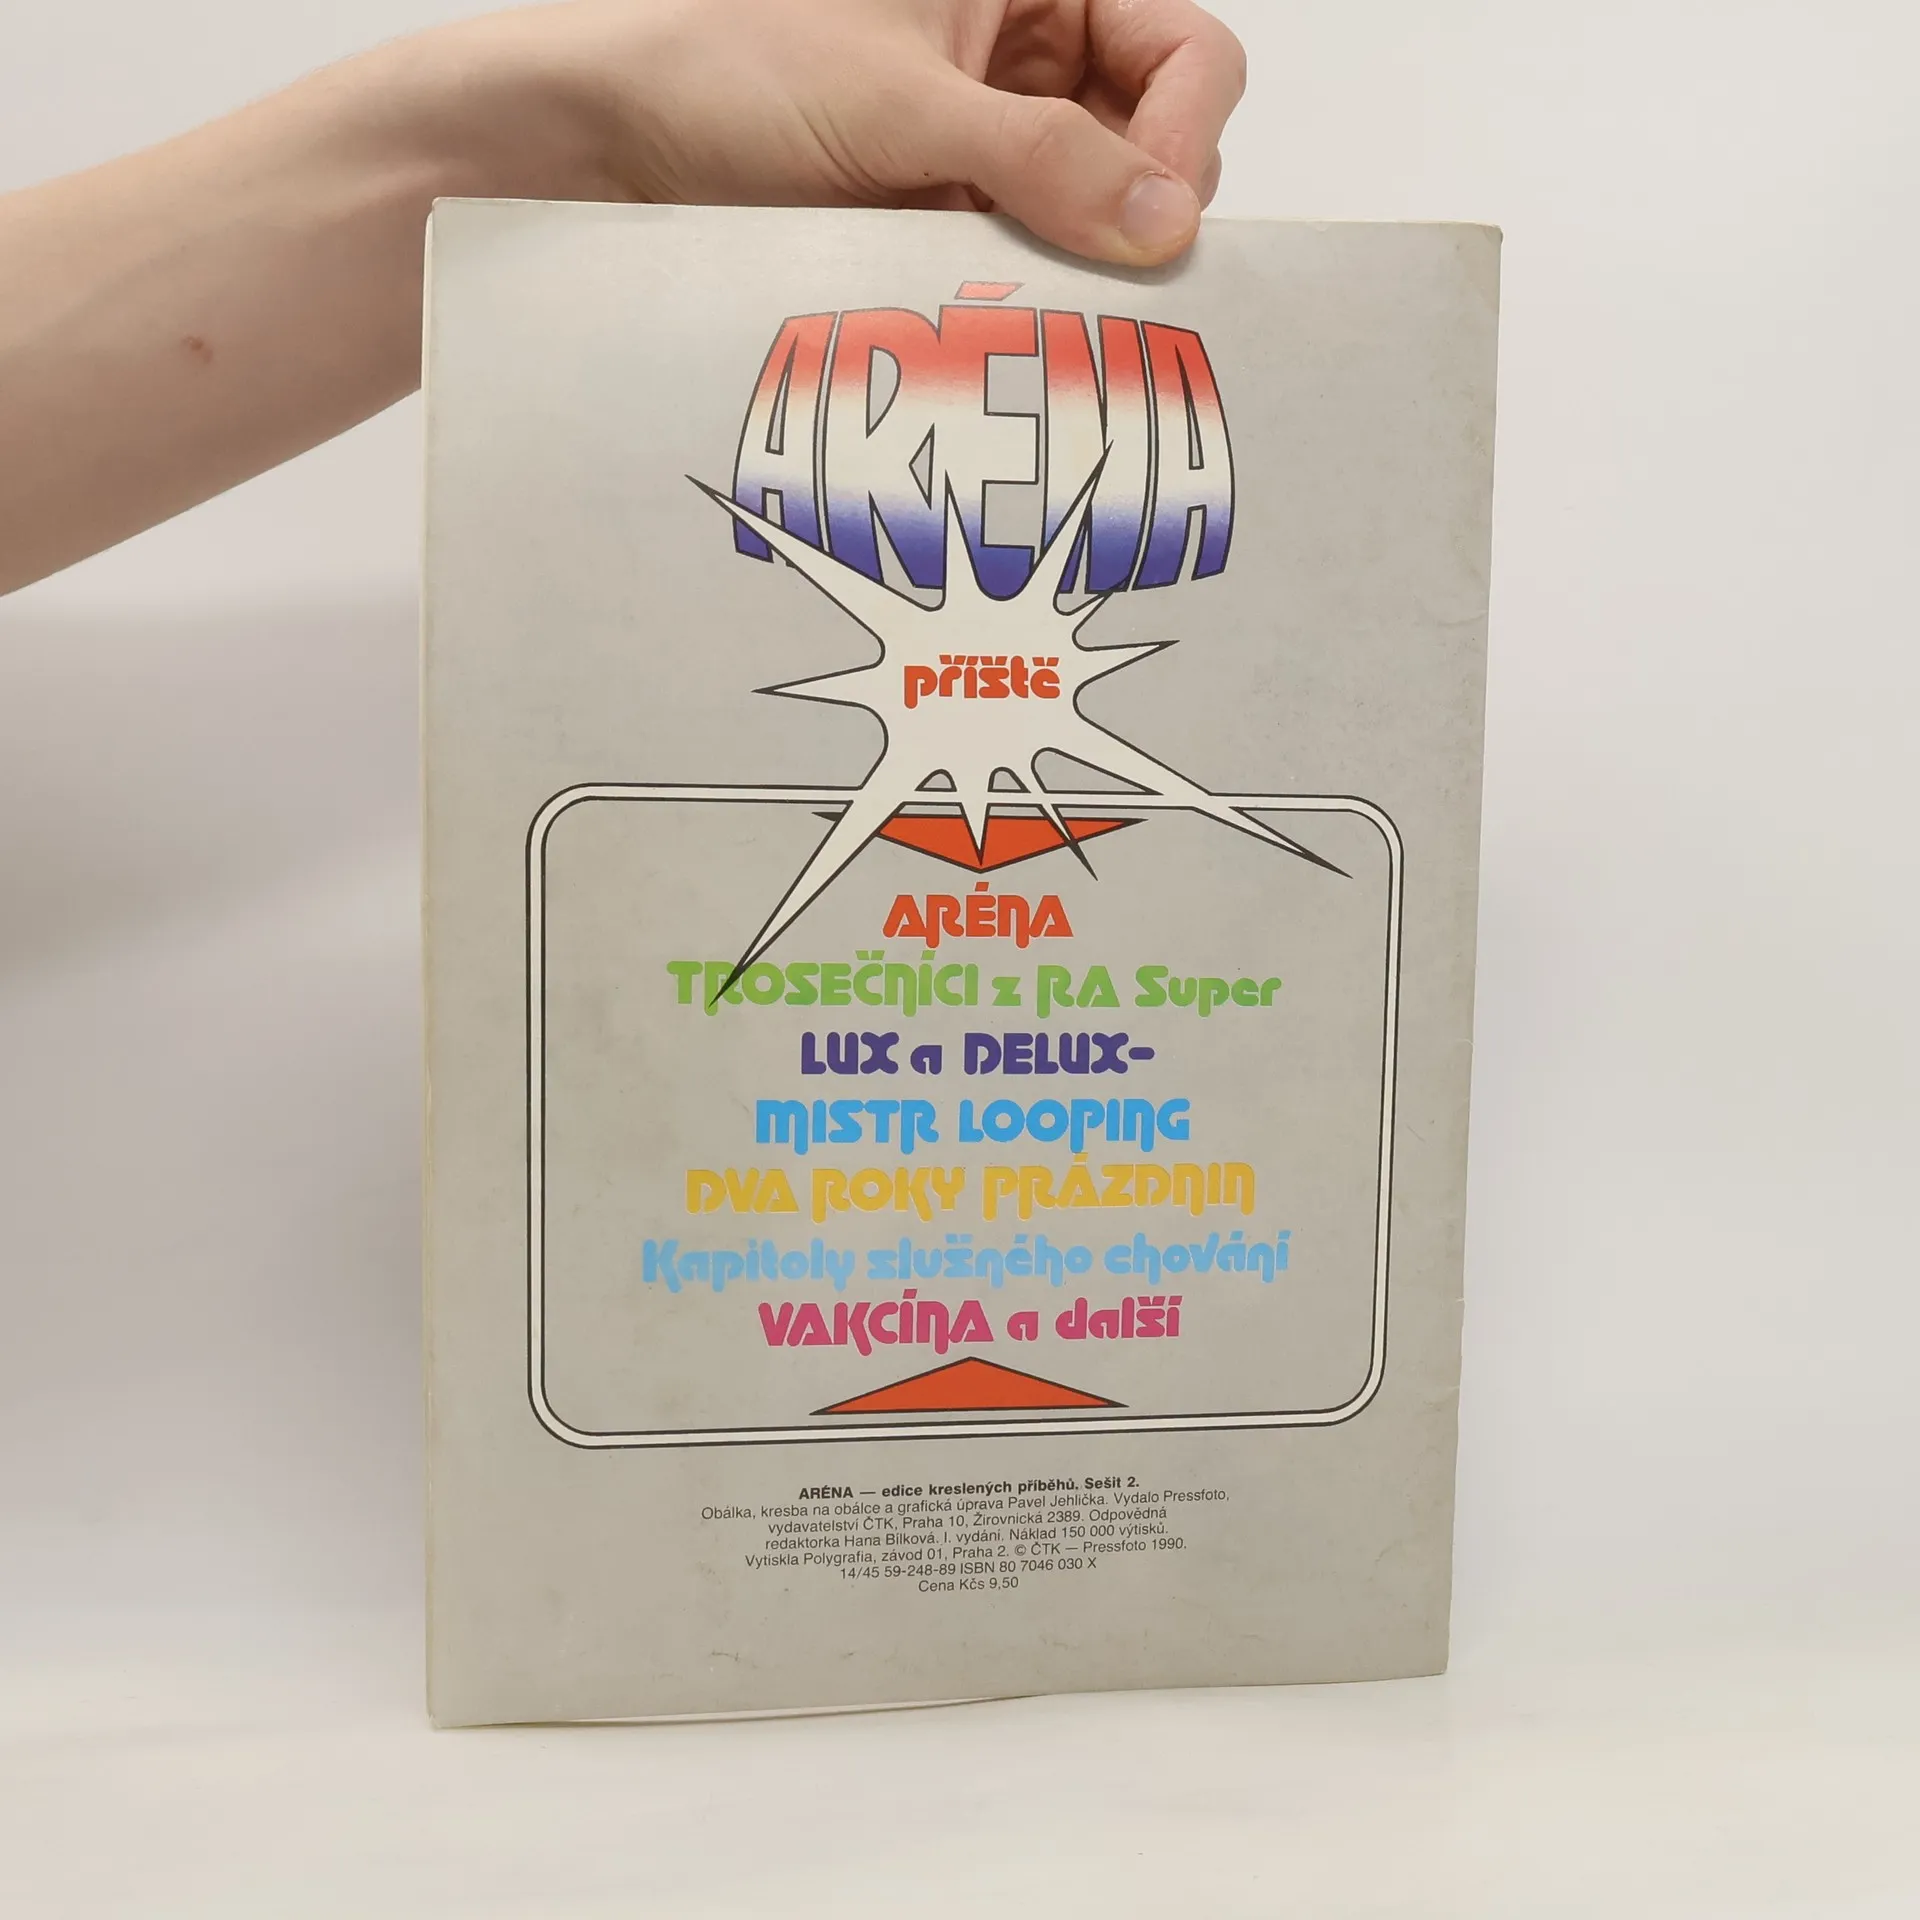 ARÉNA
příště
ARÉNA
TROSEČNÍCI z RA Super
LUX a DELUX-
MISTR LOOPING
DVA ROKY PRÁZDNIN
Kapitoly slušného chování
VAKCÍNA a další
ARÉNA — edice kreslených příběhů. Sešit 2.
Obálka, kresba na obálce a grafická úprava Pavel Jehlička. Vydalo Pressfoto,
vydavatelství ČTK, Praha 10, Žirovnická 2389. Odpovědná
redaktorka Hana Bílková. I. vydání. Náklad 150 000 výtisků.
Vytiskla Polygrafia, závod 01, Praha 2. © ČTK — Pressfoto 1990.
14/45 59-248-89 ISBN 80 7046 030 X
Cena Kčs 9,50